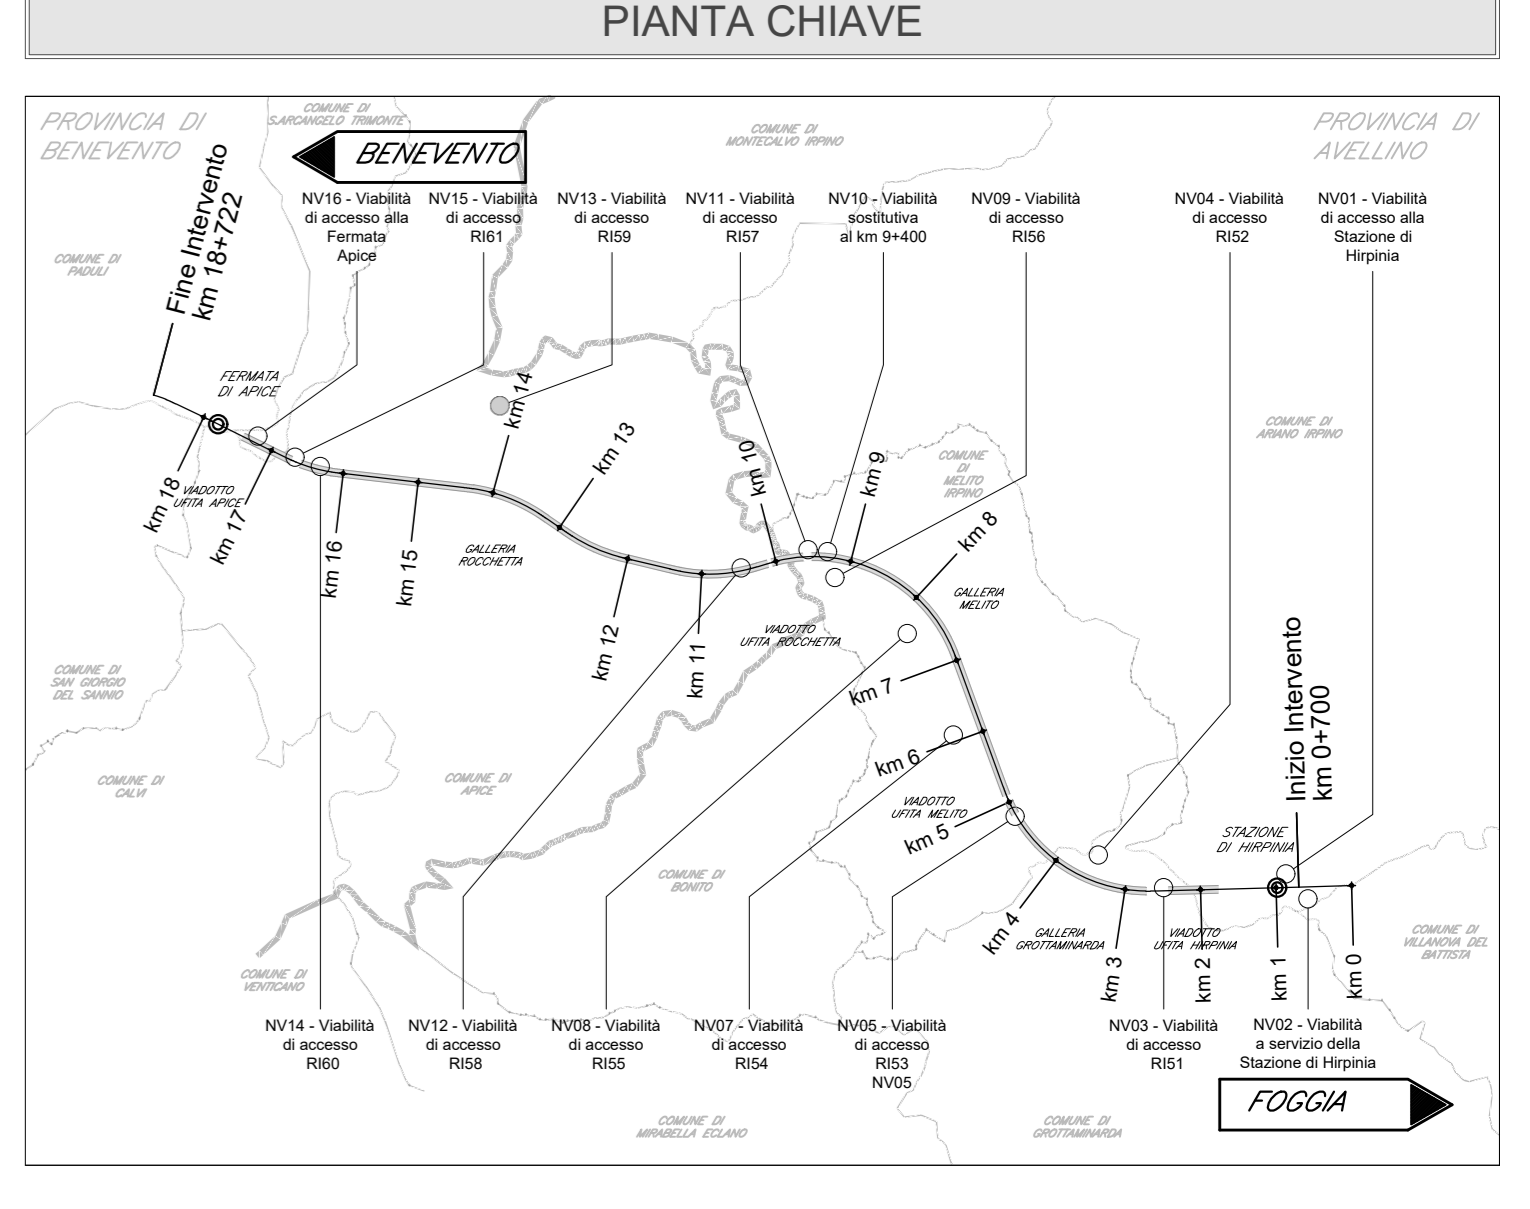 PIANTA CHIAVE
PROVINCIA DI
BENEVENTO
COMUNE DI
S.ARCANGELO TRIMONTE
BENEVENTO
COMUNE DI
MONTECALVO IRPINO
PROVINCIA DI
AVELLINO
Fine Intervento
km 18+722
NV16 - Viabilità
di accesso alla
Fermata
Apice
NV15 - Viabilità
di accesso
RI61
NV13 - Viabilità
di accesso
RI59
NV11 - Viabilità
di accesso
RI57
NV10 - Viabilità
sostitutiva
al km 9+400
NV09 - Viabilità
di accesso
RI56
NV04 - Viabilità
di accesso
RI52
NV01 - Viabilità
di accesso alla
Stazione di
Hirpinia
COMUNE DI
PADULI
FERMATA
DI APICE
COMUNE DI
ARIANO IRPINO
COMUNE
DI
MELITO
IRPINO
km 18
VIADOTTO
UFITA APICE
km 17
km 16
km 15
km 14
km 13
km 12
km 11
km 10
km 9
km 8
km 7
km 6
km 5
km 4
km 3
km 2
km 1
km 0
GALLERIA
ROCCHETTA
GALLERIA
MELITO
VIADOTTO
UFITA ROCCHETTA
Inizio Intervento
km 0+700
COMUNE DI
SAN GIORGIO
DEL SANNIO
COMUNE DI
CALVI
COMUNE DI
APICE
VIADOTTO
UFITA MELITO
STAZIONE
DI HIRPINIA
COMUNE DI
BONITO
GALLERIA
GROTTAMINARDA
VIADOTTO
UFITA HIRPINIA
COMUNE DI
VILLANOVA DEL
BATTISTA
COMUNE DI
VENTICANO
NV14 - Viabilità
di accesso
RI60
NV12 - Viabilità
di accesso
RI58
NV08 - Viabilità
di accesso
RI55
NV07 - Viabilità
di accesso
RI54
NV05 - Viabilità
di accesso
RI53
NV05
NV03 - Viabilità
di accesso
RI51
NV02 - Viabilità
a servizio della
Stazione di Hirpinia
FOGGIA
COMUNE DI
MIRABELLA ECLANO
COMUNE DI
GROTTAMINARDA